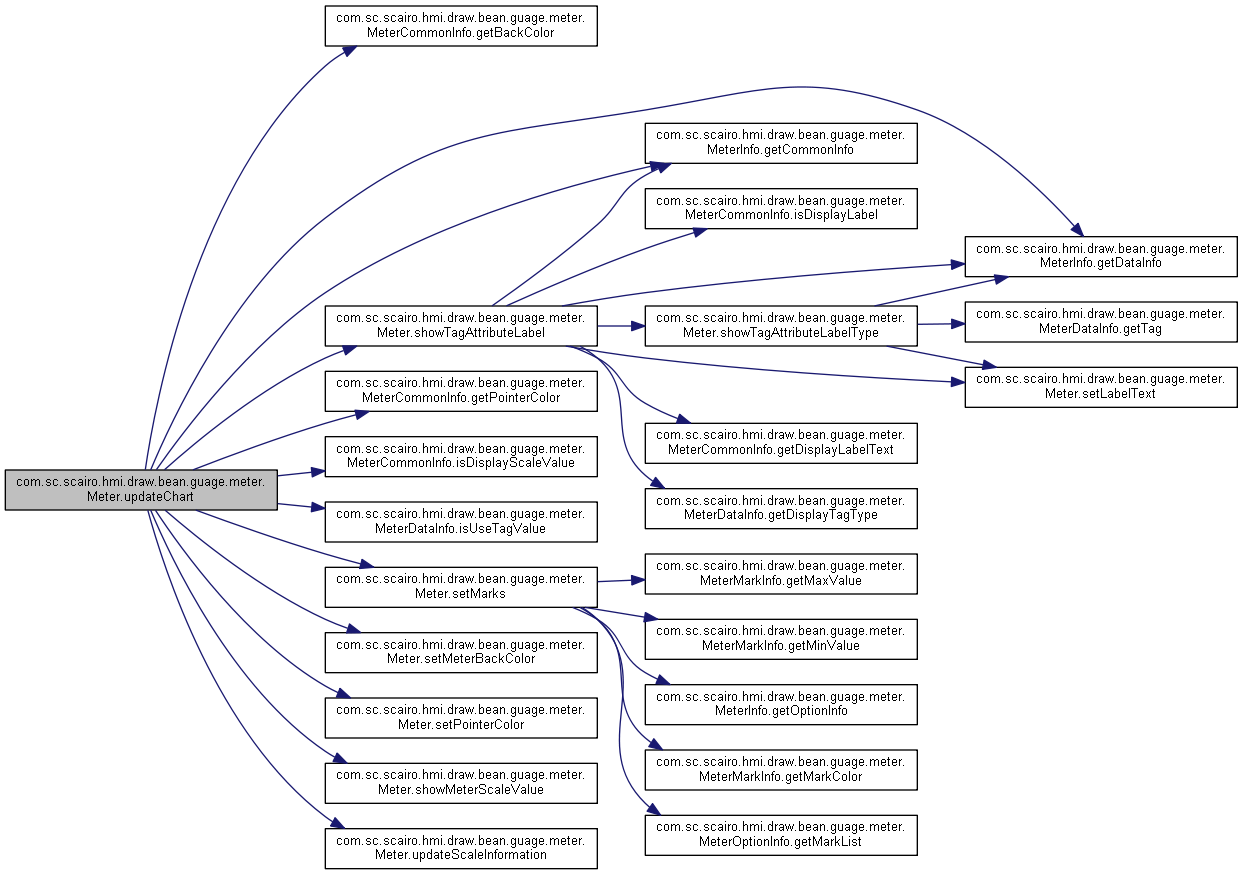 com.sc.scairo.hmi.draw.bean.guage.meter.
Meter.updateChart
com.sc.scairo.hmi.draw.bean.guage.meter.
MeterCommonInfo.getBackColor
com.sc.scairo.hmi.draw.bean.guage.meter.
Meter.showTagAttributeLabel
com.sc.scairo.hmi.draw.bean.guage.meter.
MeterCommonInfo.getPointerColor
com.sc.scairo.hmi.draw.bean.guage.meter.
MeterCommonInfo.isDisplayScaleValue
com.sc.scairo.hmi.draw.bean.guage.meter.
MeterDataInfo.isUseTagValue
com.sc.scairo.hmi.draw.bean.guage.meter.
Meter.setMarks
com.sc.scairo.hmi.draw.bean.guage.meter.
Meter.setMeterBackColor
com.sc.scairo.hmi.draw.bean.guage.meter.
Meter.setPointerColor
com.sc.scairo.hmi.draw.bean.guage.meter.
Meter.showMeterScaleValue
com.sc.scairo.hmi.draw.bean.guage.meter.
Meter.updateScaleInformation
com.sc.scairo.hmi.draw.bean.guage.meter.
MeterInfo.getCommonInfo
com.sc.scairo.hmi.draw.bean.guage.meter.
MeterCommonInfo.isDisplayLabel
com.sc.scairo.hmi.draw.bean.guage.meter.
Meter.showTagAttributeLabelType
com.sc.scairo.hmi.draw.bean.guage.meter.
MeterCommonInfo.getDisplayLabelText
com.sc.scairo.hmi.draw.bean.guage.meter.
MeterDataInfo.getDisplayTagType
com.sc.scairo.hmi.draw.bean.guage.meter.
MeterMarkInfo.getMaxValue
com.sc.scairo.hmi.draw.bean.guage.meter.
MeterMarkInfo.getMinValue
com.sc.scairo.hmi.draw.bean.guage.meter.
MeterInfo.getOptionInfo
com.sc.scairo.hmi.draw.bean.guage.meter.
MeterMarkInfo.getMarkColor
com.sc.scairo.hmi.draw.bean.guage.meter.
MeterOptionInfo.getMarkList
com.sc.scairo.hmi.draw.bean.guage.meter.
MeterInfo.getDataInfo
com.sc.scairo.hmi.draw.bean.guage.meter.
MeterDataInfo.getTag
com.sc.scairo.hmi.draw.bean.guage.meter.
Meter.setLabelText